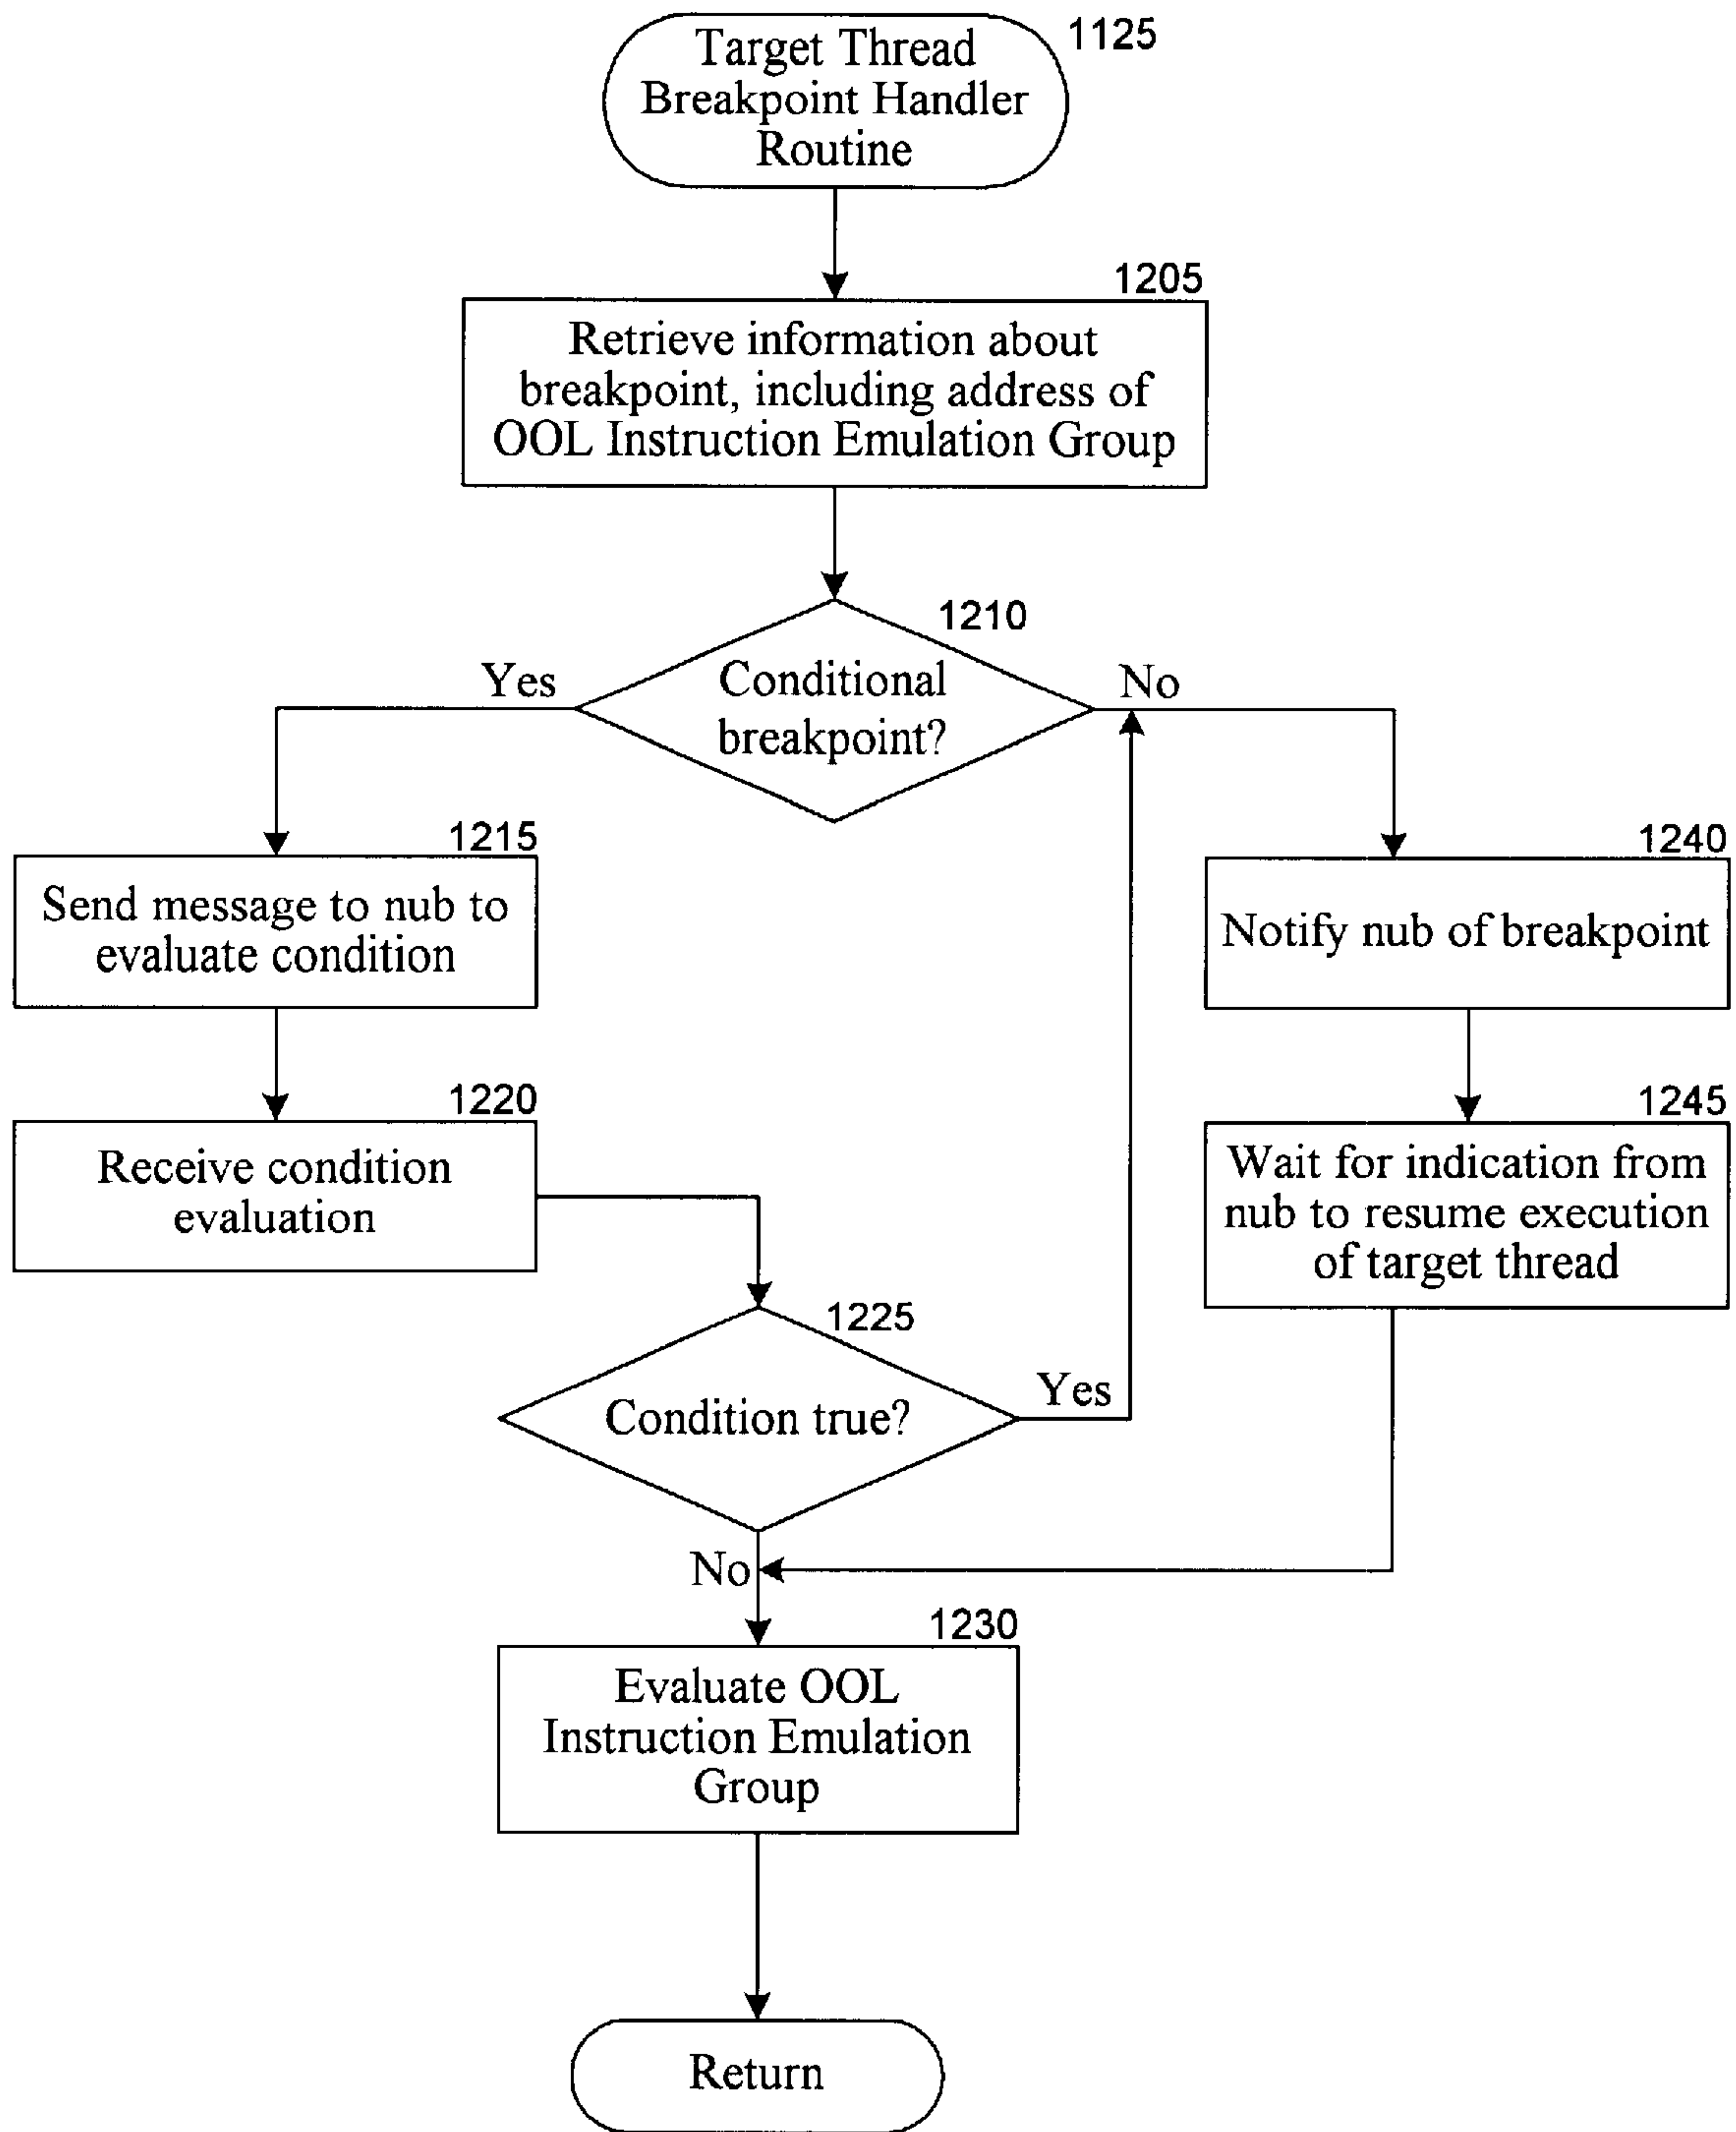 Target Thread
Breakpoint Handler
Routine
1125
1205
Retrieve information about
breakpoint, including address of
OOL Instruction Emulation Group
1210
Conditional
breakpoint?
Yes
No
1215
Send message to nub to
evaluate condition
1240
Notify nub of breakpoint
1220
Receive condition
evaluation
1245
Wait for indication from
nub to resume execution
of target thread
1225
Condition true?
Yes
No
1230
Evaluate OOL
Instruction Emulation
Group
Return